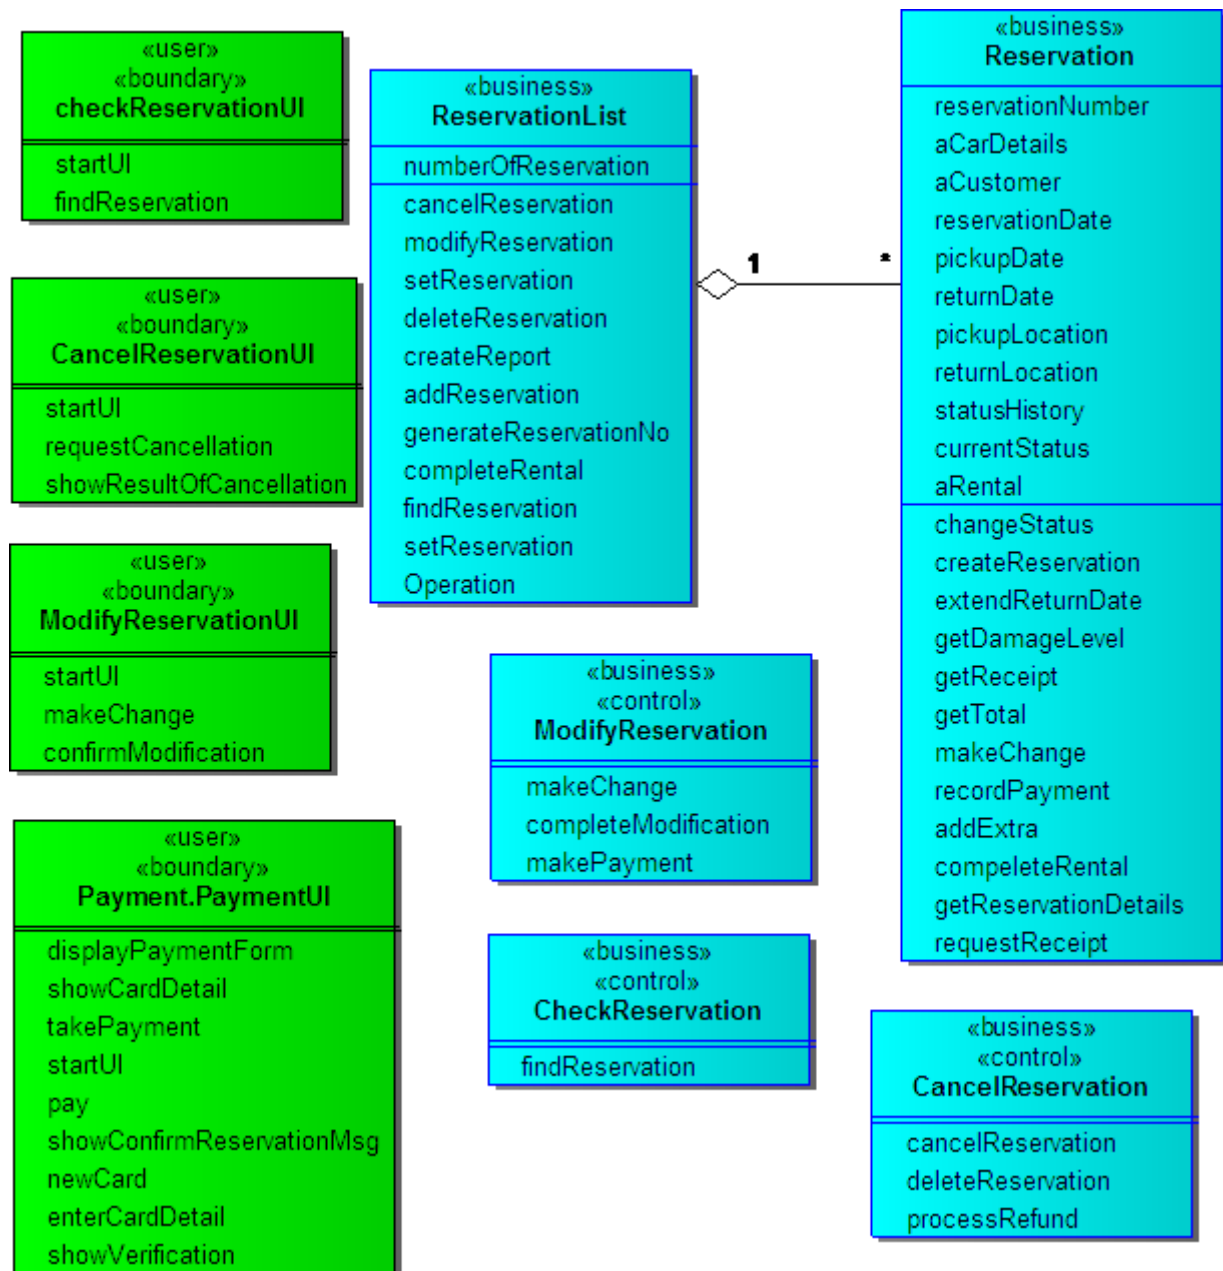 «user»
«boundary»
checkReservationUI
startUI
findReservation
«user»
«boundary»
CancelReservationUI
startUI
requestCancellation
showResultOfCancellation
«user»
«boundary»
ModifyReservationUI
startUI
makeChange
confirmModification
«user»
«boundary»
Payment.PaymentUI
displayPaymentForm
showCardDetail
takePayment
startUI
pay
showConfirmReservationMsg
newCard
enterCardDetail
showVerification
«business»
ReservationList
numberOfReservation
cancelReservation
modifyReservation
setReservation
deleteReservation
createReport
addReservation
generateReservationNo
completeRental
findReservation
setReservation
Operation
1
*
«business»
«control»
ModifyReservation
makeChange
completeModification
makePayment
«business»
«control»
CheckReservation
findReservation
«business»
Reservation
reservationNumber
aCarDetails
aCustomer
reservationDate
pickupDate
returnDate
pickupLocation
returnLocation
statusHistory
currentStatus
aRental
changeStatus
createReservation
extendReturnDate
getDamageLevel
getReceipt
getTotal
makeChange
recordPayment
addExtra
compeleteRental
getReservationDetails
requestReceipt
«business»
«control»
CancelReservation
cancelReservation
deleteReservation
processRefund